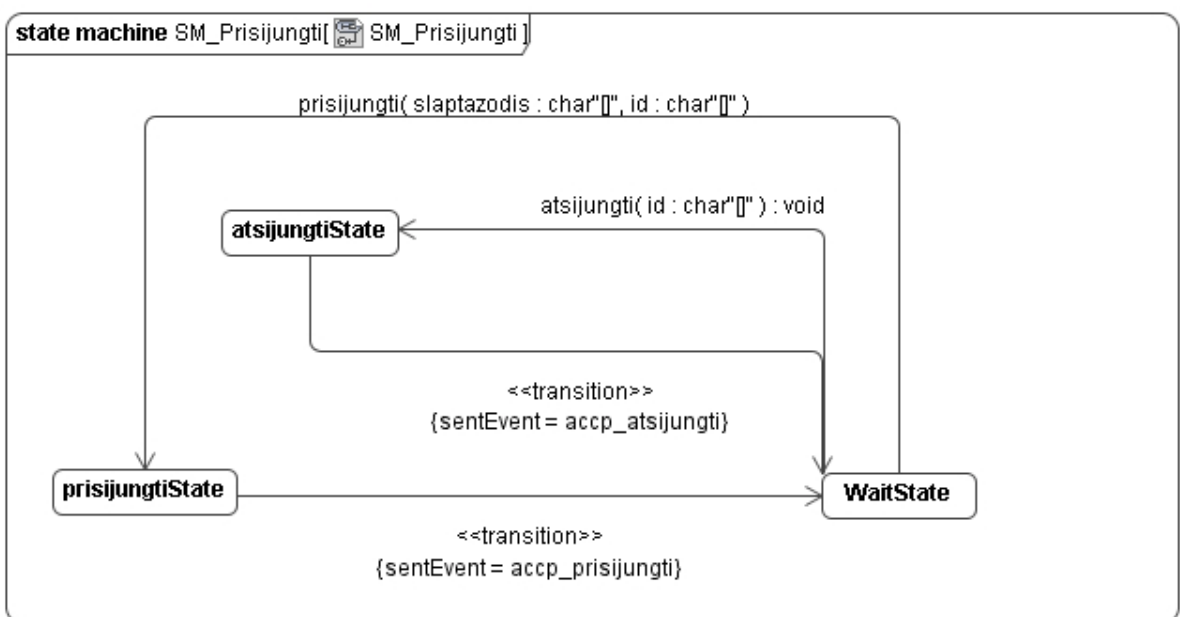 state machine SM_Prisijungti[ SM_Prisijungti ]
prisijungti( slaptazodis : char"[]", id : char"[]" )
atsijungti( id : char"[]" ) : void
atsijungtiState
<<transition>>
{sentEvent = accp_atsijungti}
prisijungtiState
WaitState
<<transition>>
{sentEvent = accp_prisijungti}